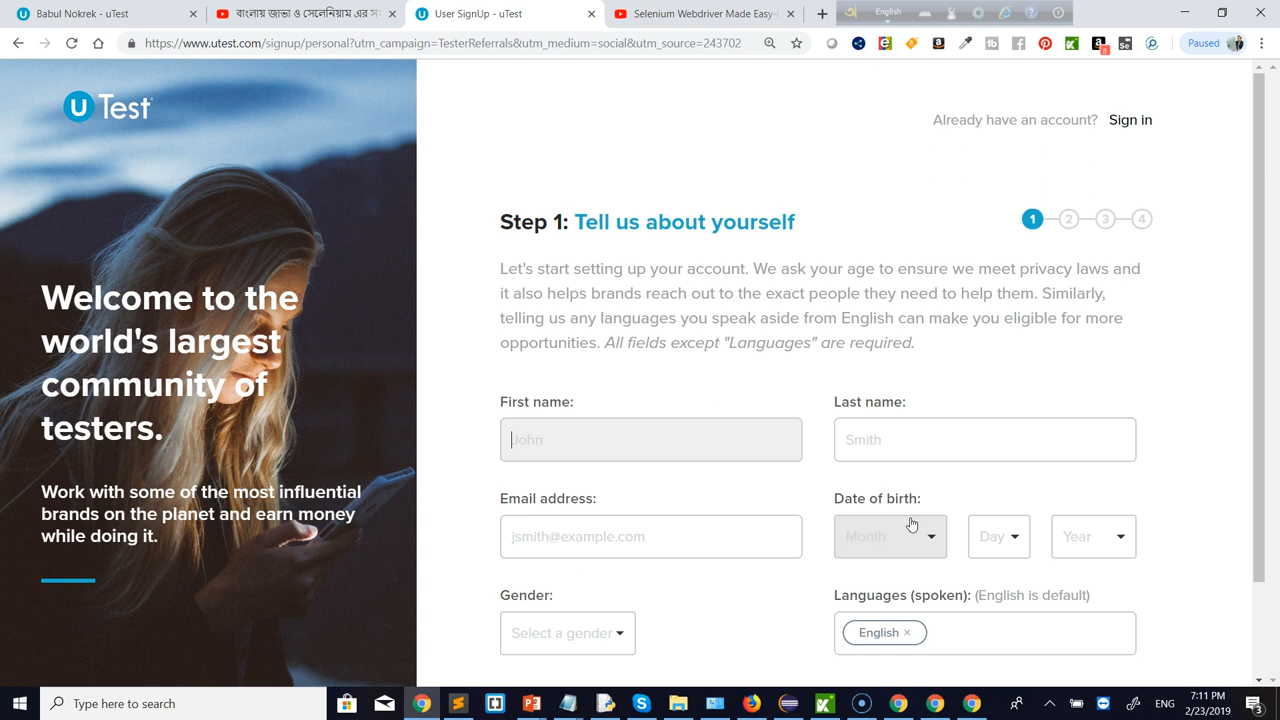 Babul Nokrek - uTest
বাংলায় জাভা ও সেলেনিয়াম এর সহ
User SignUp - uTest
Selenium Webdriver Made Easy-
English
https://www.utest.com/signup/personal?utm_campaign=TesterReferrals&utm_medium=social&utm_source=243702
Paused
U Test
Already have an account? Sign in
Step 1: Tell us about yourself
1 2 3 4
Let's start setting up your account. We ask your age to ensure we meet privacy laws and
it also helps brands reach out to the exact people they need to help them. Similarly,
telling us any languages you speak aside from English can make you eligible for more
opportunities. All fields except "Languages" are required.
Welcome to the
world's largest
community of
testers.
Work with some of the most influential
brands on the planet and earn money
while doing it.
First name:
Last name:
John
Smith
Email address:
Date of birth:
jsmith@example.com
Month
Day
Year
Gender:
Languages (spoken): (English is default)
Select a gender
English ×
Type here to search
ENG
7:11 PM
2/23/2019
3